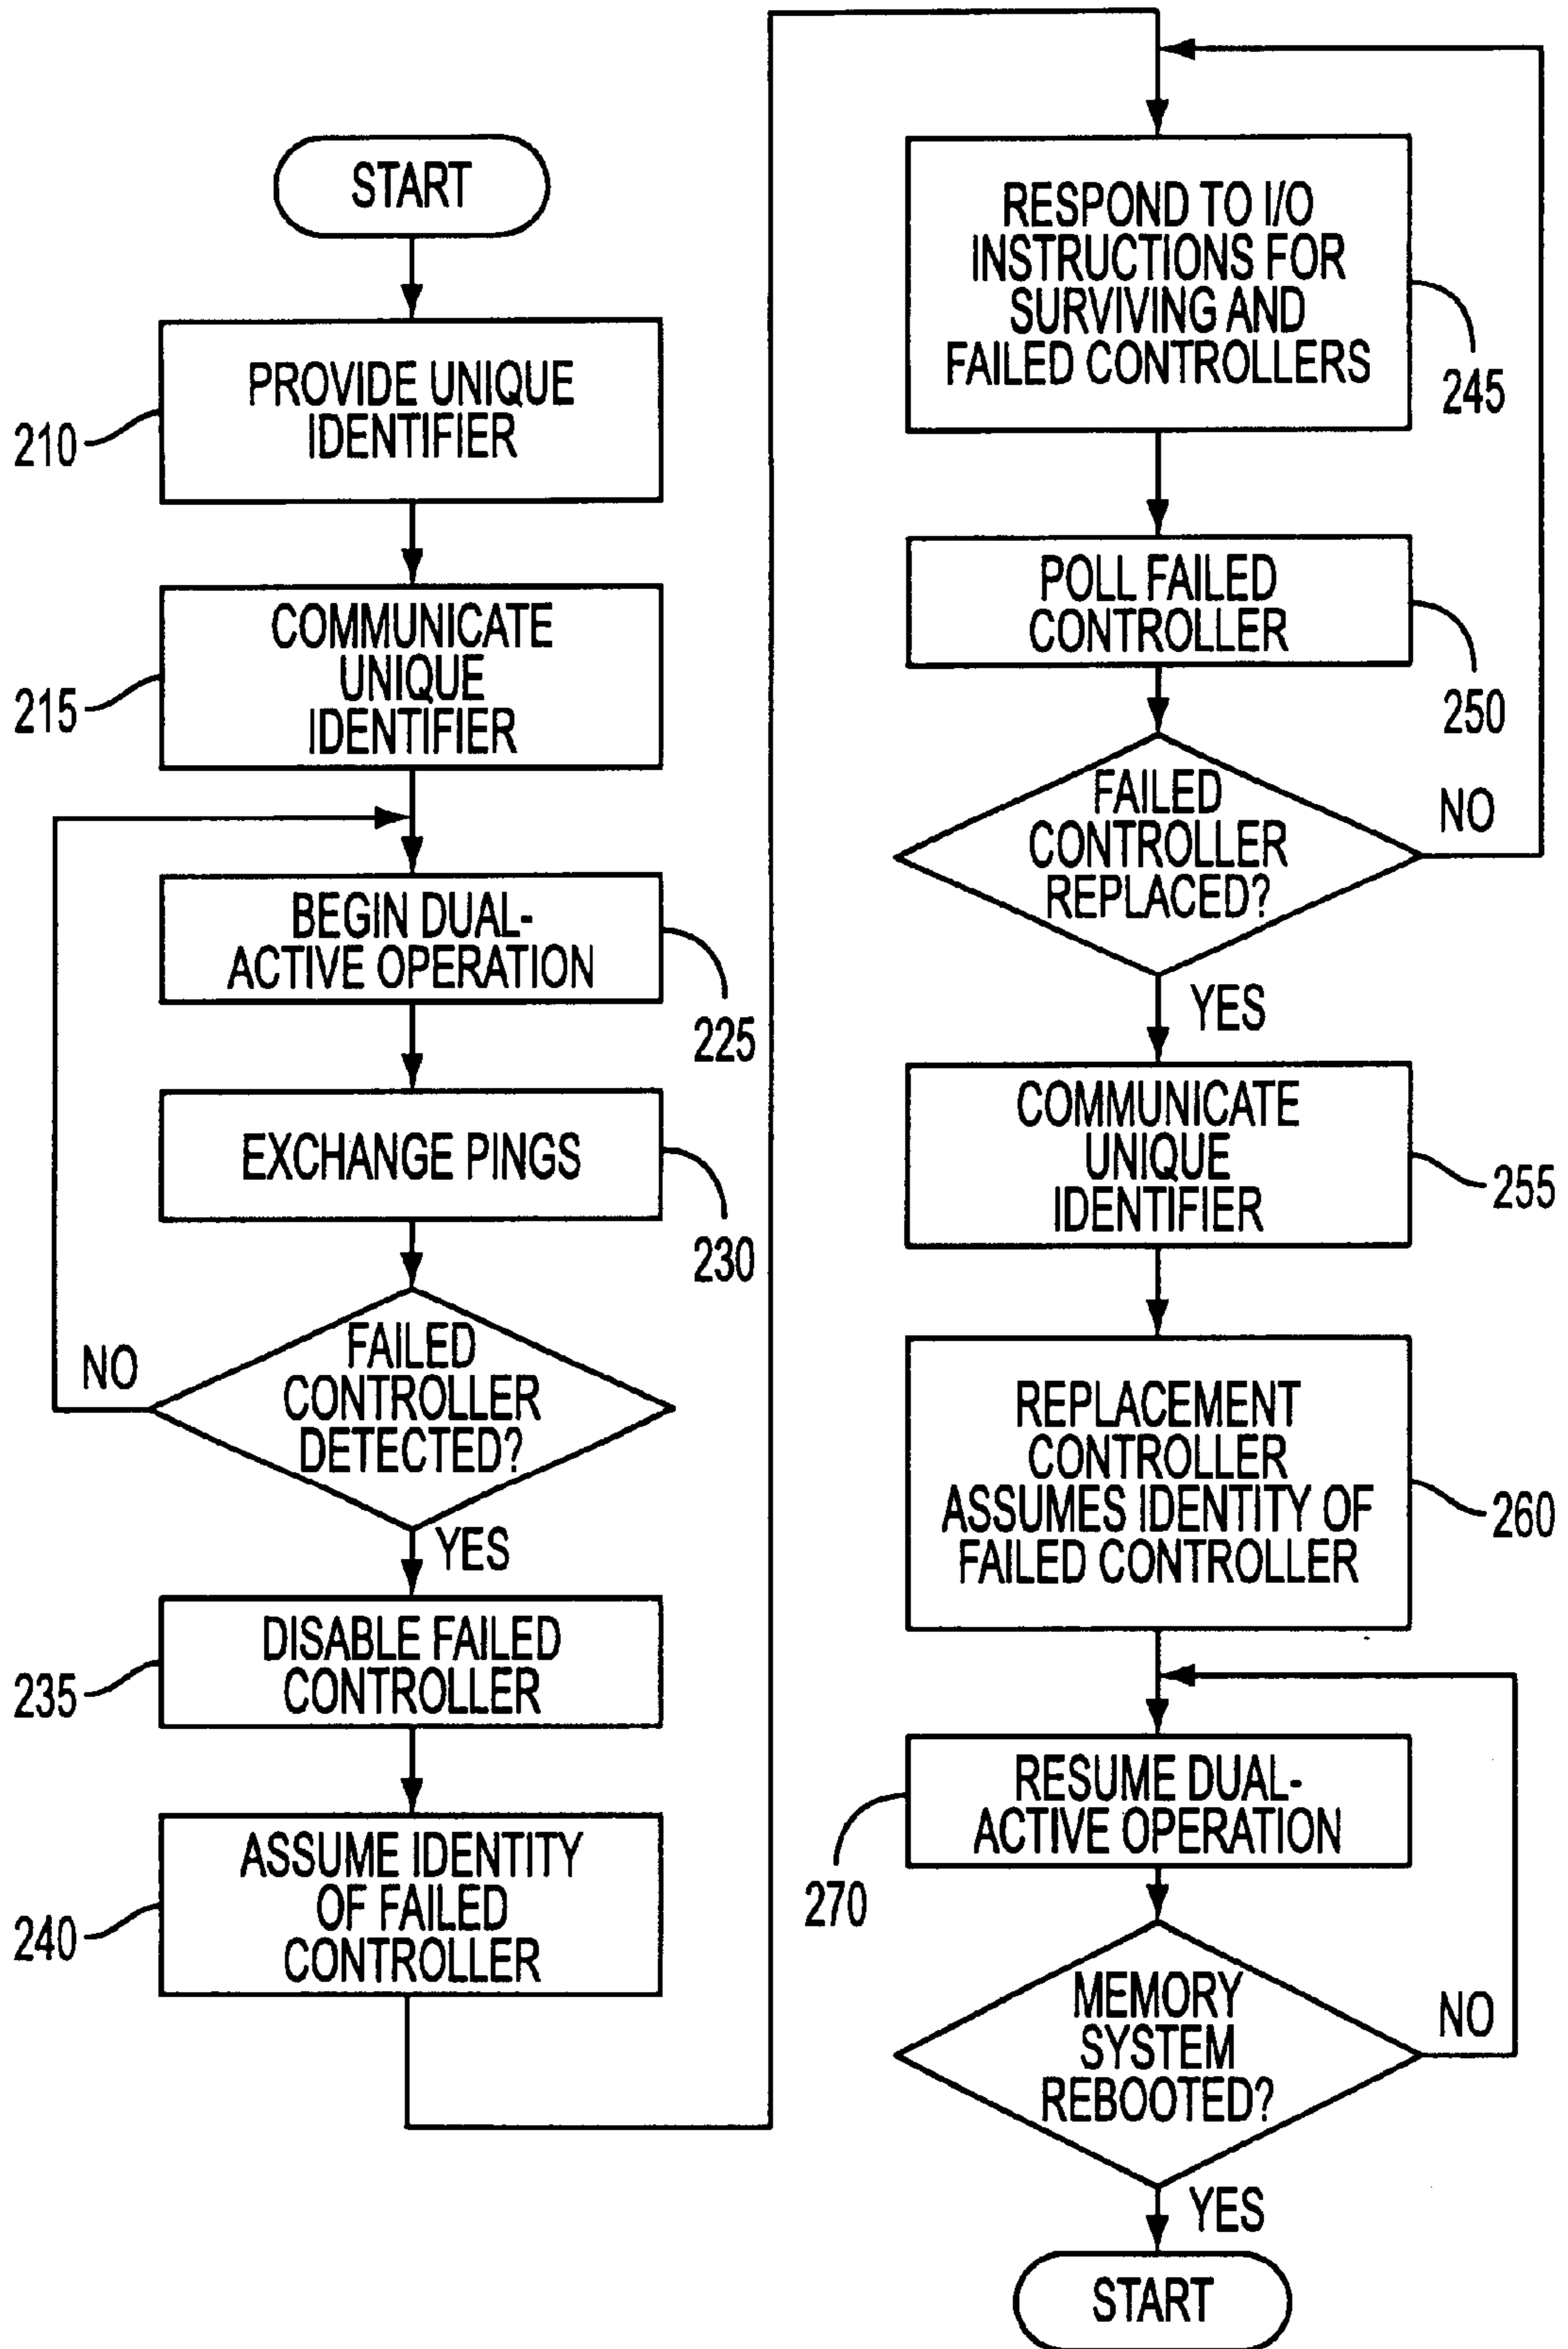 START
PROVIDE UNIQUE
IDENTIFIER
210
COMMUNICATE
UNIQUE
IDENTIFIER
215
BEGIN DUAL-
ACTIVE OPERATION
225
EXCHANGE PINGS
230
FAILED
CONTROLLER
DETECTED?
NO
YES
DISABLE FAILED
CONTROLLER
235
ASSUME IDENTITY
OF FAILED
CONTROLLER
240
RESPOND TO I/O
INSTRUCTIONS FOR
SURVIVING AND
FAILED CONTROLLERS
245
POLL FAILED
CONTROLLER
250
FAILED
CONTROLLER
REPLACED?
NO
YES
COMMUNICATE
UNIQUE
IDENTIFIER
255
REPLACEMENT
CONTROLLER
ASSUMES IDENTITY OF
FAILED CONTROLLER
260
RESUME DUAL-
ACTIVE OPERATION
270
MEMORY
SYSTEM
REBOOTED?
NO
YES
START